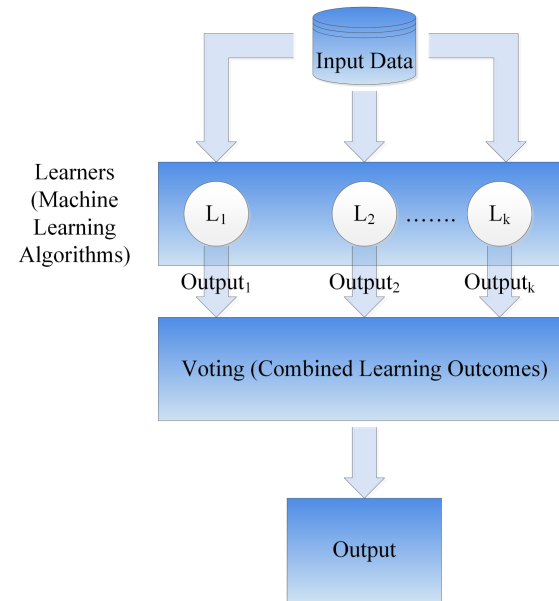 Input Data
Learners
(Machine
Learning
Algorithms)
L₁
L₂
.......
Lₖ
Output₁
Output₂
Outputₖ
Voting (Combined Learning Outcomes)
Output